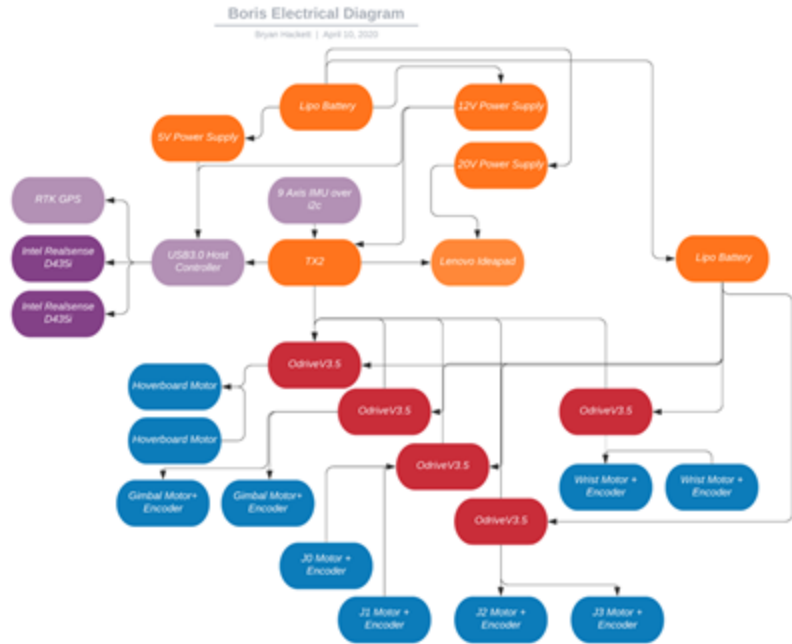 Boris Electrical Diagram
Bryan Hackett | April 10, 2020
Lipo Battery
12V Power Supply
5V Power Supply
20V Power Supply
RTK GPS
9 Axis IMU over
i2c
Intel Realsense
D435i
USB3.0 Host
Controller
TX2
Lenovo Ideapad
Lipo Battery
Intel Realsense
D435i
OdriveV3.5
Hoverboard Motor
OdriveV3.5
OdriveV3.5
Hoverboard Motor
OdriveV3.5
Gimbal Motor+
Encoder
Gimbal Motor+
Encoder
Wrist Motor +
Encoder
Wrist Motor +
Encoder
OdriveV3.5
J0 Motor +
Encoder
J1 Motor +
Encoder
J2 Motor +
Encoder
J3 Motor +
Encoder